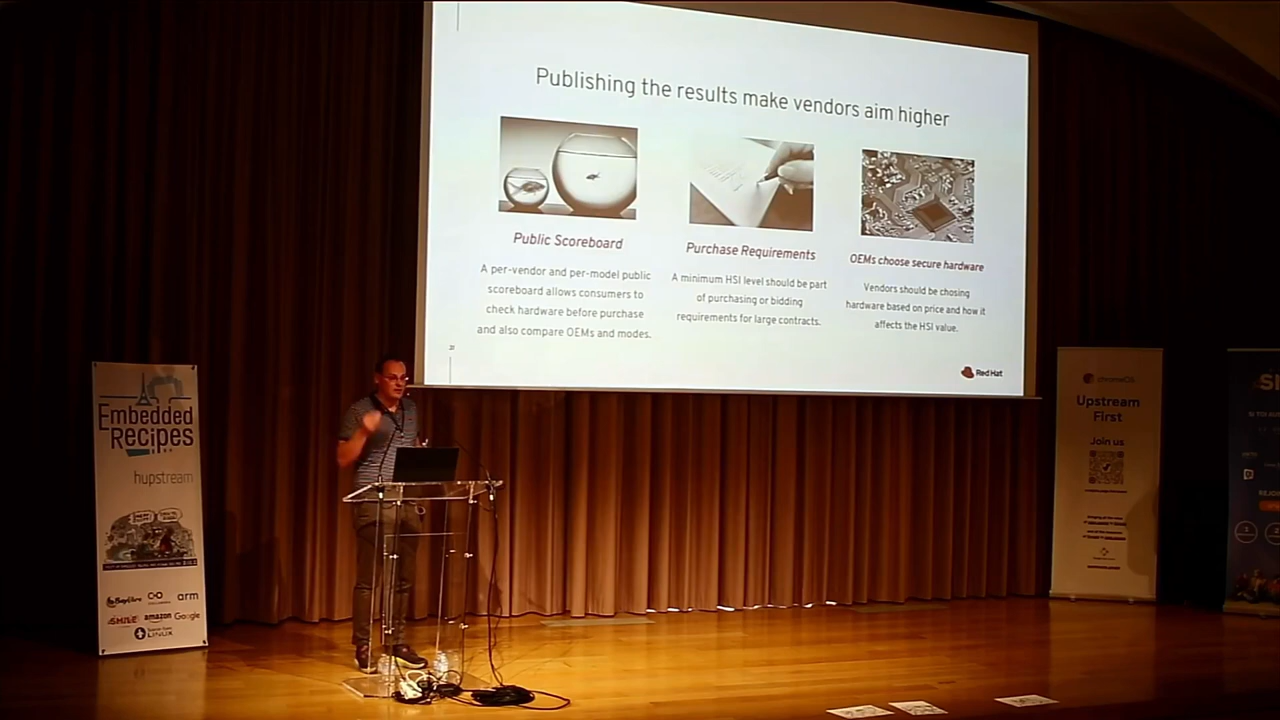 Publishing the results make vendors aim higher
Public Scoreboard
A per-vendor and per-model public
scoreboard allows consumers to
check hardware before purchase
and also compare OEMs and modes.
Purchase Requirements
A minimum HSI level should be part
of purchasing or bidding
requirements for large contracts.
OEMs choose secure hardware
Vendors should be chosing
hardware based on price and how it
affects the HSI value.
Red Hat
Embedded
Recipes
hupstream
arm
amazon Google
LINUX
chromeOS
Upstream
First
Join us